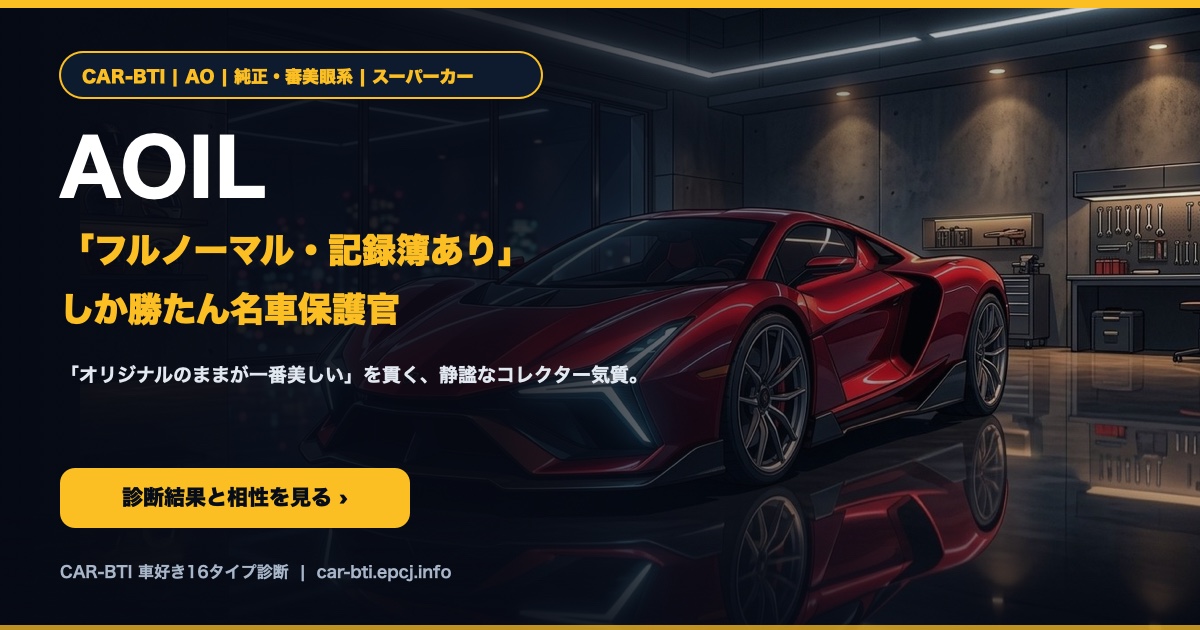 CAR-BTI | AO | 純正・審美眼系 | スーパーカー
AOIL
「フルノーマル・記録簿あり」
しか勝たん名車保護官
「オリジナルのままが一番美しい」を貫く、静謐なコレクター気質。
診断結果と相性を見る ›
CAR-BTI 車好き16タイプ診断 | car-bti.epcj.info